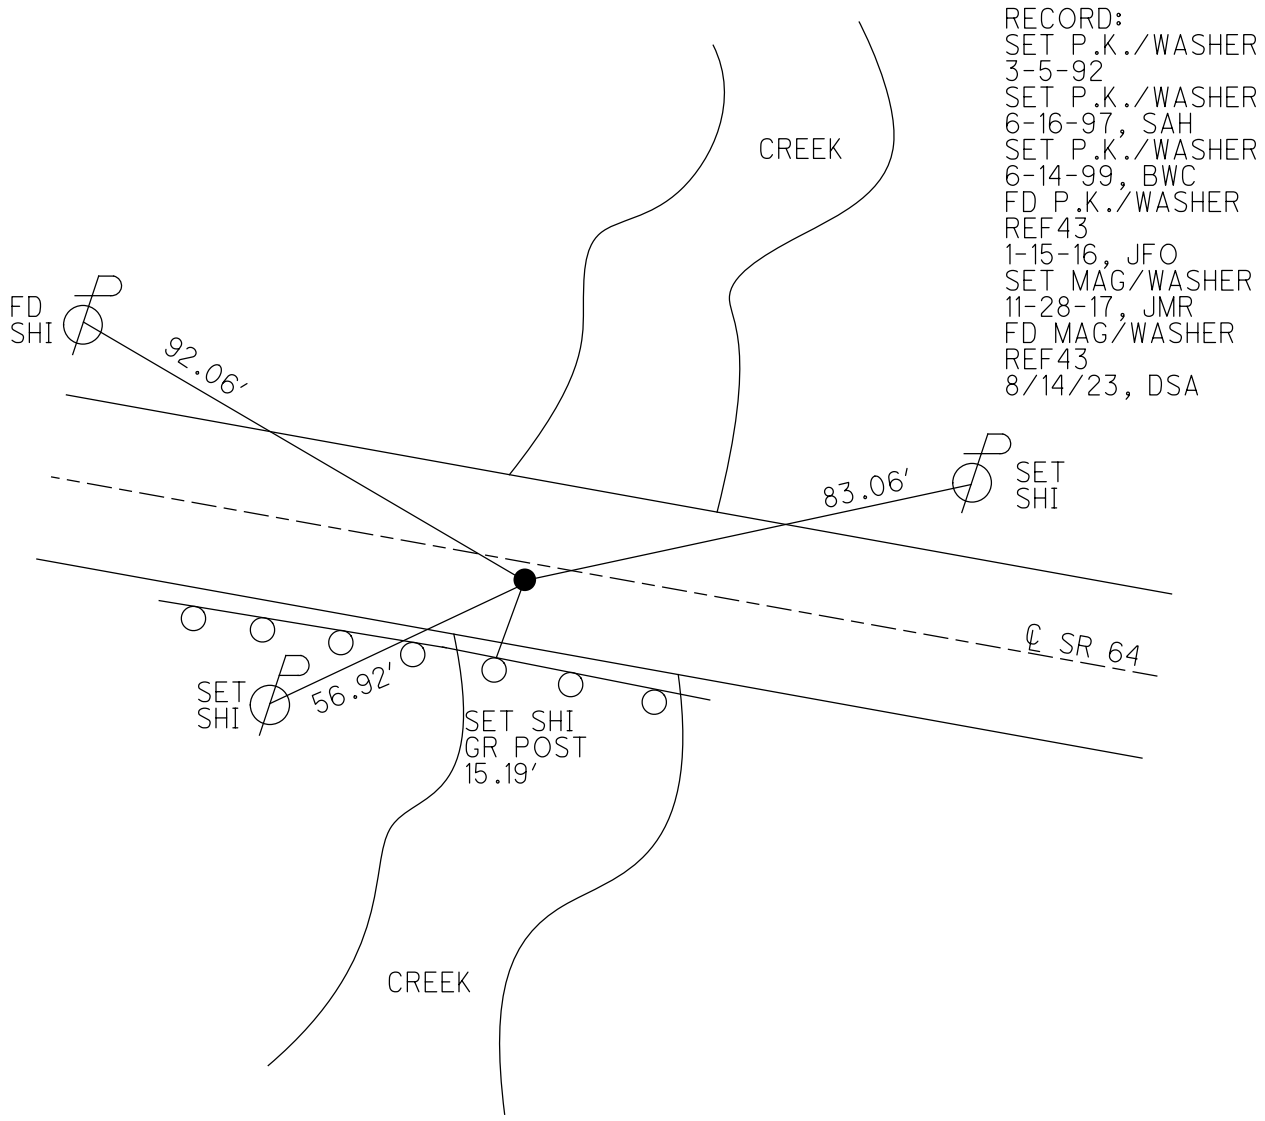 RECORD:
SET P.K./WASHER
3-5-92
SET P.K./WASHER
6-16-97, SAH
SET P.K./WASHER
6-14-99, BWC
FD P.K./WASHER
REF43
1-15-16, JFO
SET MAG/WASHER
11-28-17, JMR
FD MAG/WASHER
REF43
8/14/23, DSA
CREEK
FD
SHI
92.06'
83.06'
SET
SHI
℄ SR 64
SET
SHI
56.92'
SET SHI
GR POST
15.19'
CREEK